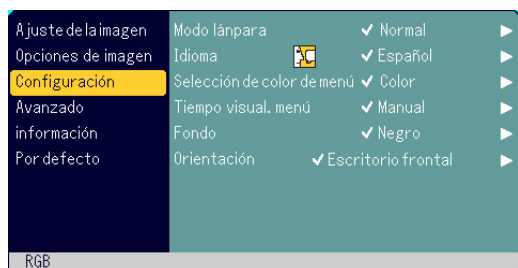 Ajuste de la imagen
Opciones de imagen
Configuración
Avanzado
información
Por defecto
Modo lánpara ✓ Normal
Idioma ✓ Español
Selección de color de menú ✓ Color
Tiempo visual. menú ✓ Manual
Fondo ✓ Negro
Orientación ✓ Escritorio frontal
RGB